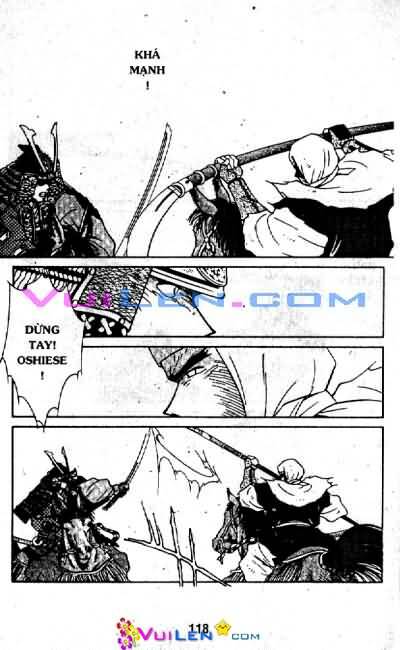 KHÁ
MẠNH
!
VuiLen.com
DỪNG
TAY!
OSHIESE
!
118
VuiLen.com